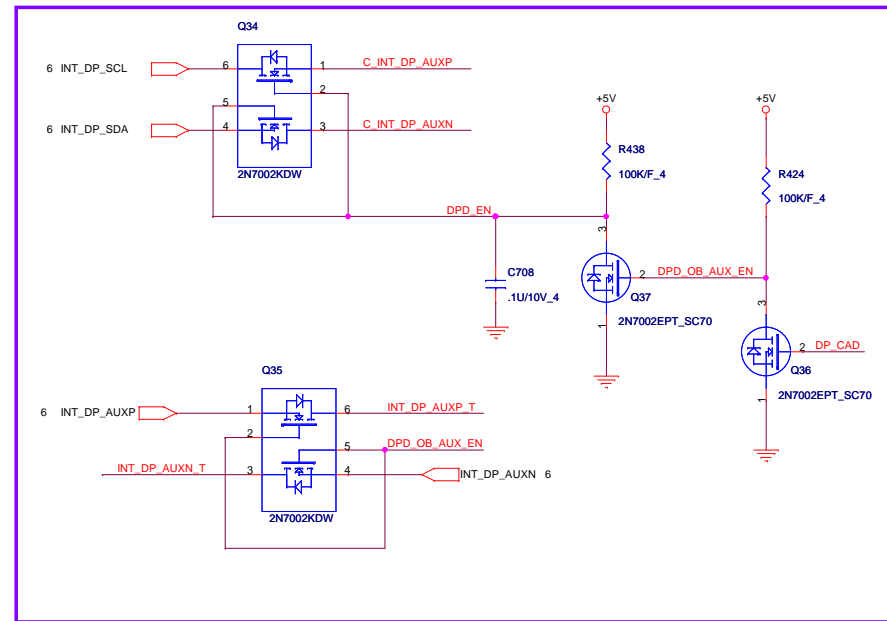 Q34
6 INT_DP_SCL
6
1
C_INT_DP_AUXP
2
5
6 INT_DP_SDA
4
3
C_INT_DP_AUXN
2N7002KDW
+5V
R438
100K/F_4
+5V
R424
100K/F_4
DPD_EN
C708
.1U/10V_4
3
2
DPD_OB_AUX_EN
Q37
1
2N7002EPT_SC70
3
2
DP_CAD
Q36
1
2N7002EPT_SC70
Q35
6 INT_DP_AUXP
1
6
INT_DP_AUXP_T
2
5
DPD_OB_AUX_EN
INT_DP_AUXN_T
3
4
INT_DP_AUXN 6
2N7002KDW